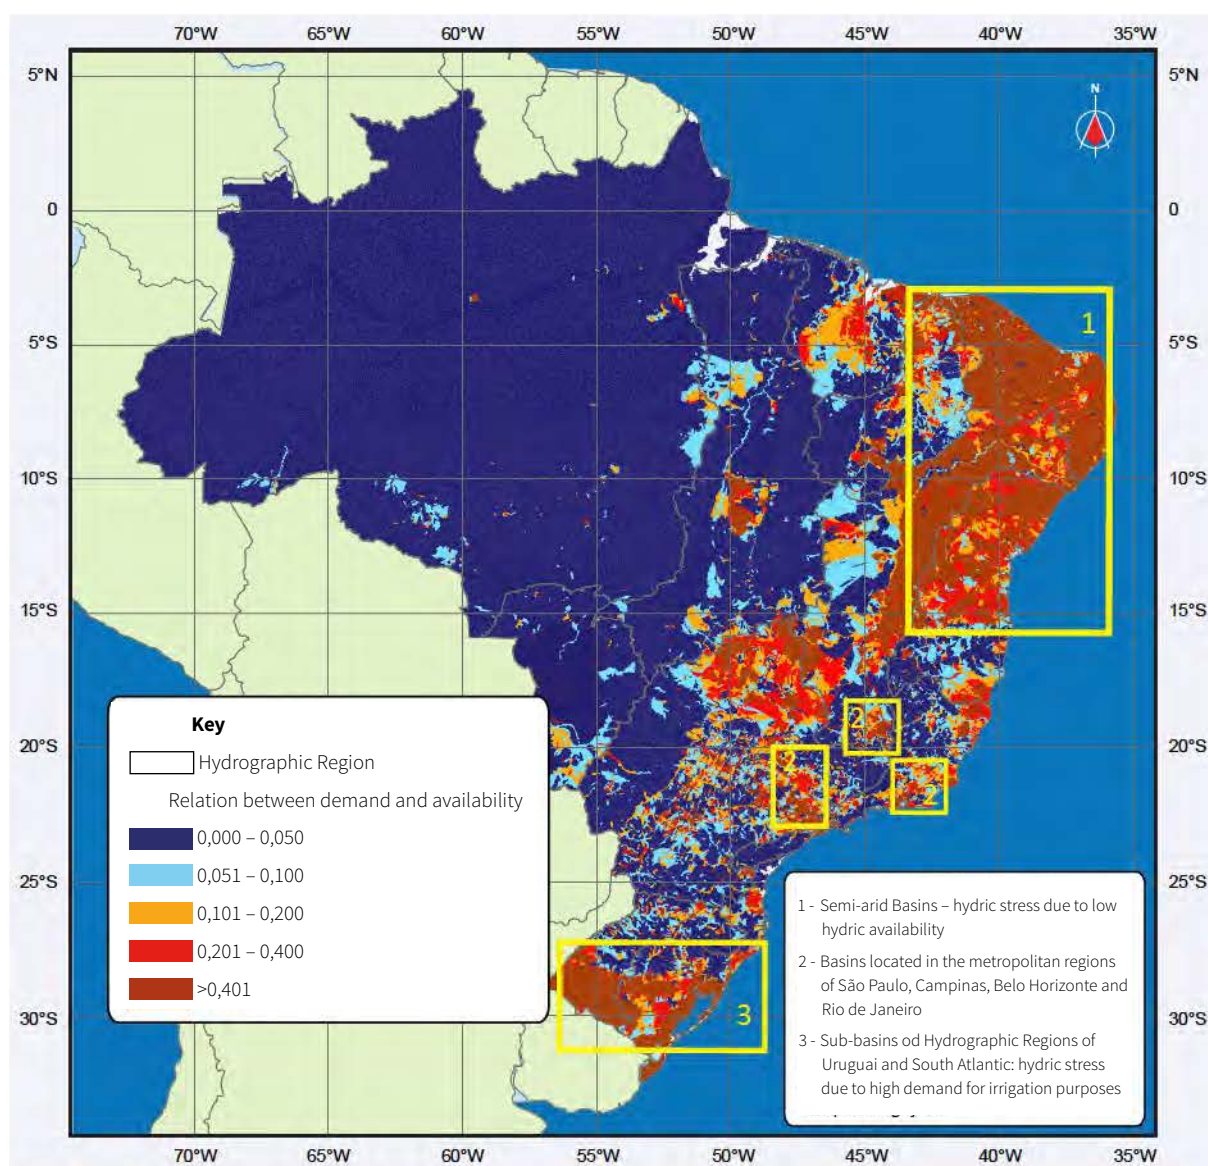 70°W 65°W 60°W 55°W 50°W 45°W 40°W 35°W
5°N 5°N
N
0 0
1
5°S 5°S
10°S 10°S
15°S 15°S
2
20°S 20°S
2
2
25°S 25°S
3
30°S 30°S
Key
Hydrographic Region
Relation between demand and availability
0,000 – 0,050
0,051 – 0,100
0,101 – 0,200
0,201 – 0,400
>0,401
1 - Semi-arid Basins – hydric stress due to low
hydric availability
2 - Basins located in the metropolitan regions
of São Paulo, Campinas, Belo Horizonte and
Rio de Janeiro
3 - Sub-basins od Hydrographic Regions of
Uruguai and South Atlantic: hydric stress
due to high demand for irrigation purposes
70°W 65°W 60°W 55°W 50°W 45°W 40°W 35°W